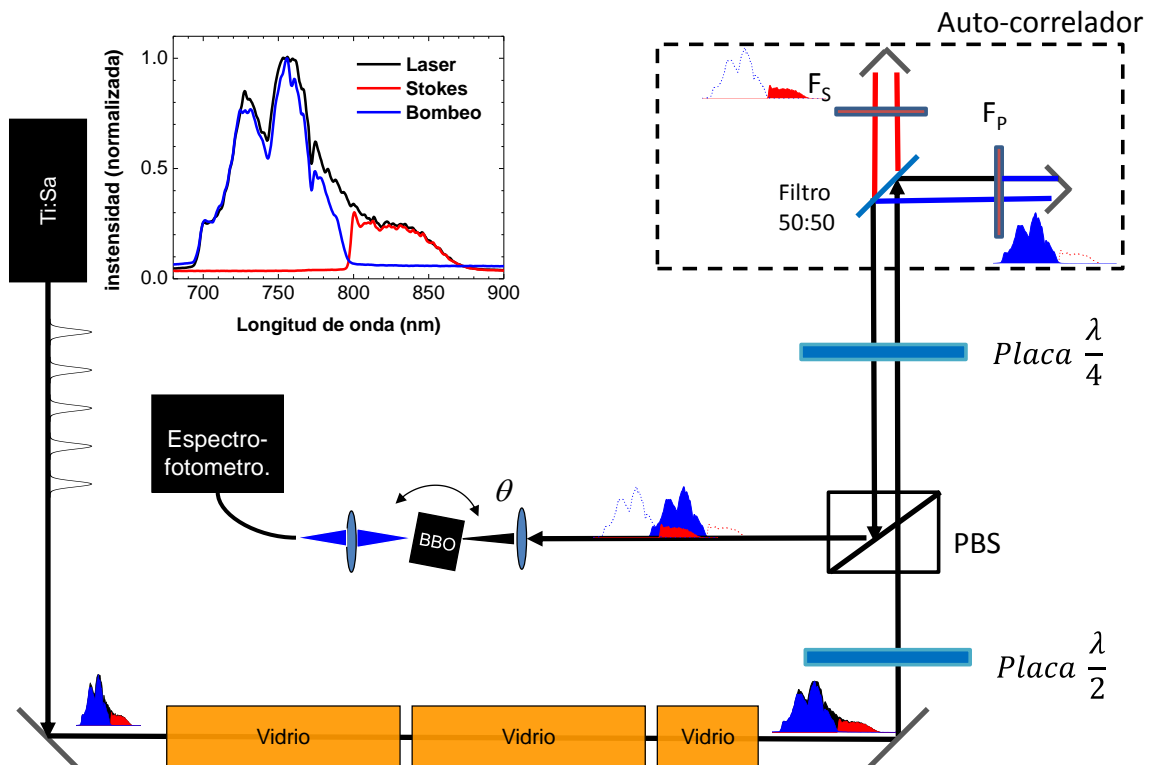 Auto-correlador
instensidad (normalizada)
1.0
0.5
0.0
Laser
Stokes
Bombeo
700
750
800
850
900
Longitud de onda (nm)
Ti:Sa
F_S
F_P
Filtro
50:50
Placa λ/4
Espectro-
fotometro.
θ
BBO
PBS
Placa λ/2
Vidrio
Vidrio
Vidrio